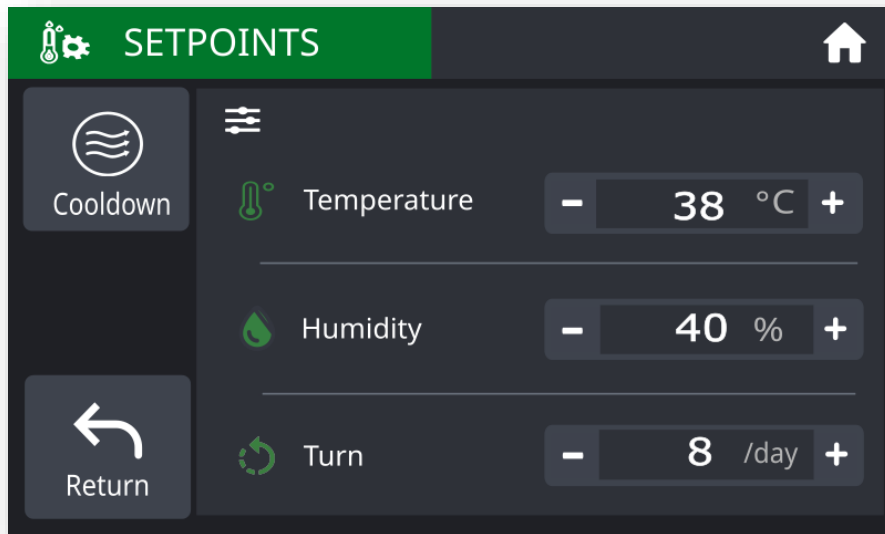 SETPOINTS
Cooldown
Temperature
- 38 °C +
Humidity
- 40 % +
Turn
- 8 /day +
Return